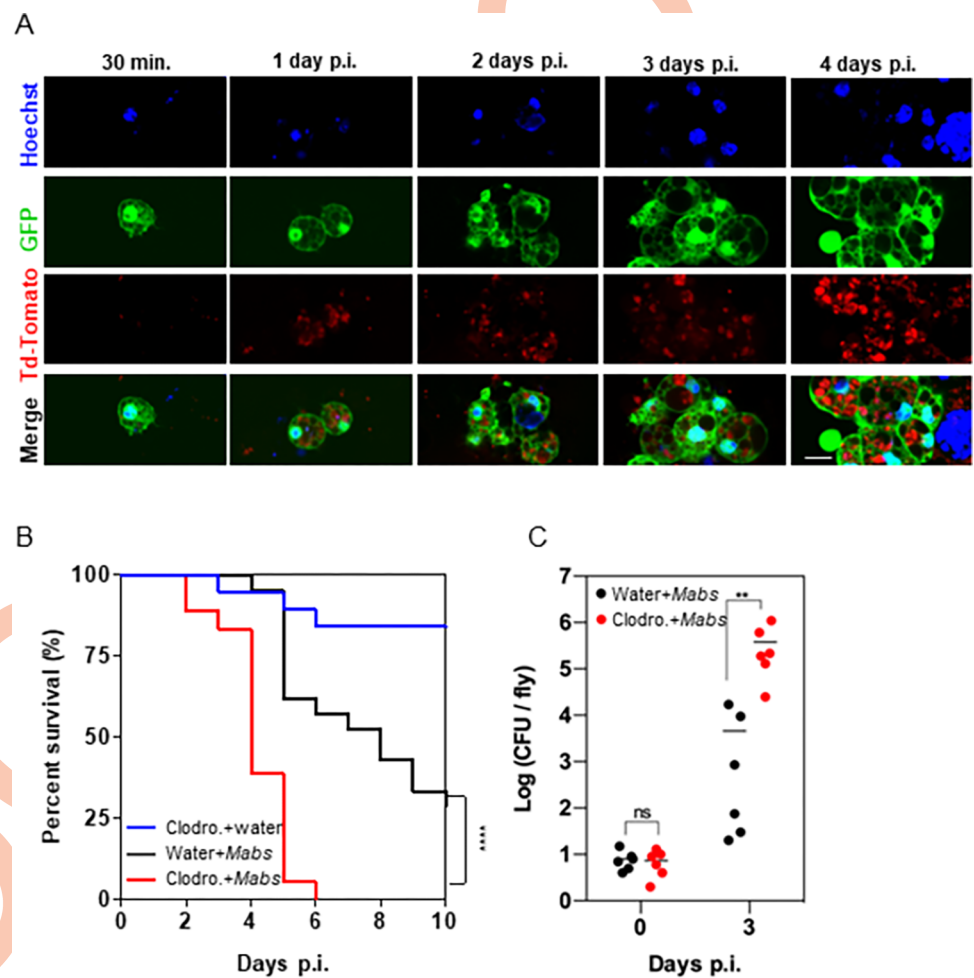 A
30 min.
1 day p.i.
2 days p.i.
3 days p.i.
4 days p.i.
Hoechst
GFP
Td-Tomato
Merge
B
Percent survival (%)
100
75
50
25
0
Clodro.+water
Water+Mabs
Clodro.+Mabs
****
0
2
4
6
8
10
Days p.i.
C
Log (CFU / fly)
7
6
5
4
3
2
1
0
Water+Mabs
Clodro.+Mabs
**
ns
0
3
Days p.i.